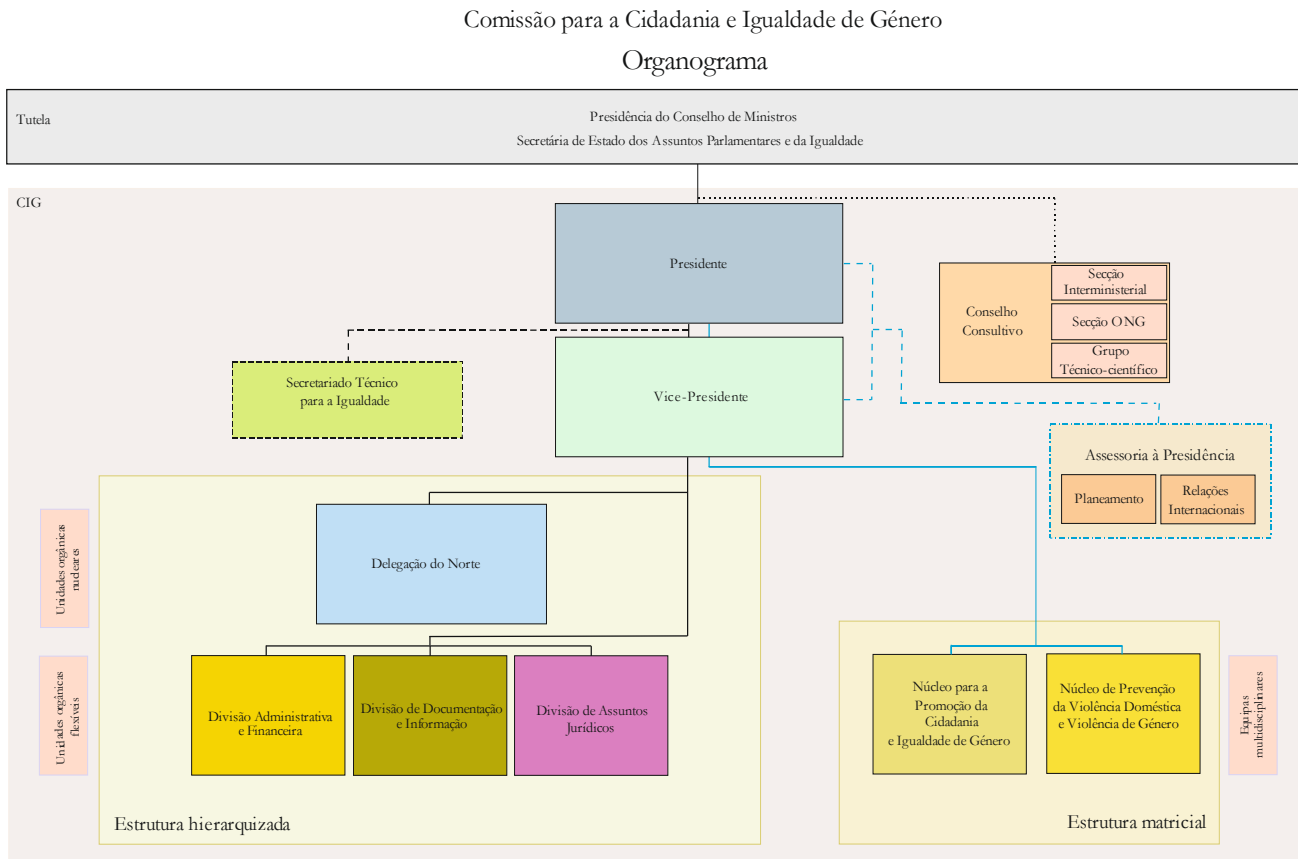 Comissão para a Cidadania e Igualdade de Género
Organograma
Tutela
Presidência do Conselho de Ministros
Secretária de Estado dos Assuntos Parlamentares e da Igualdade
CIG
Presidente
Conselho
Consultivo
Secção
Interministerial
Secção ONG
Grupo
Técnico-científico
Secretariado Técnico
para a Igualdade
Vice-Presidente
Assessoria à Presidência
Planeamento
Relações
Internacionais
Unidades orgânicas
nucleares
Delegação do Norte
Unidades orgânicas
flexíveis
Divisão Administrativa
e Financeira
Divisão de Documentação
e Informação
Divisão de Assuntos
Jurídicos
Núcleo para a
Promoção da
Cidadania
e Igualdade de Género
Núcleo de Prevenção
da Violência Doméstica
e Violência de Género
Equipas
multidisciplinares
Estrutura hierarquizada
Estrutura matricial